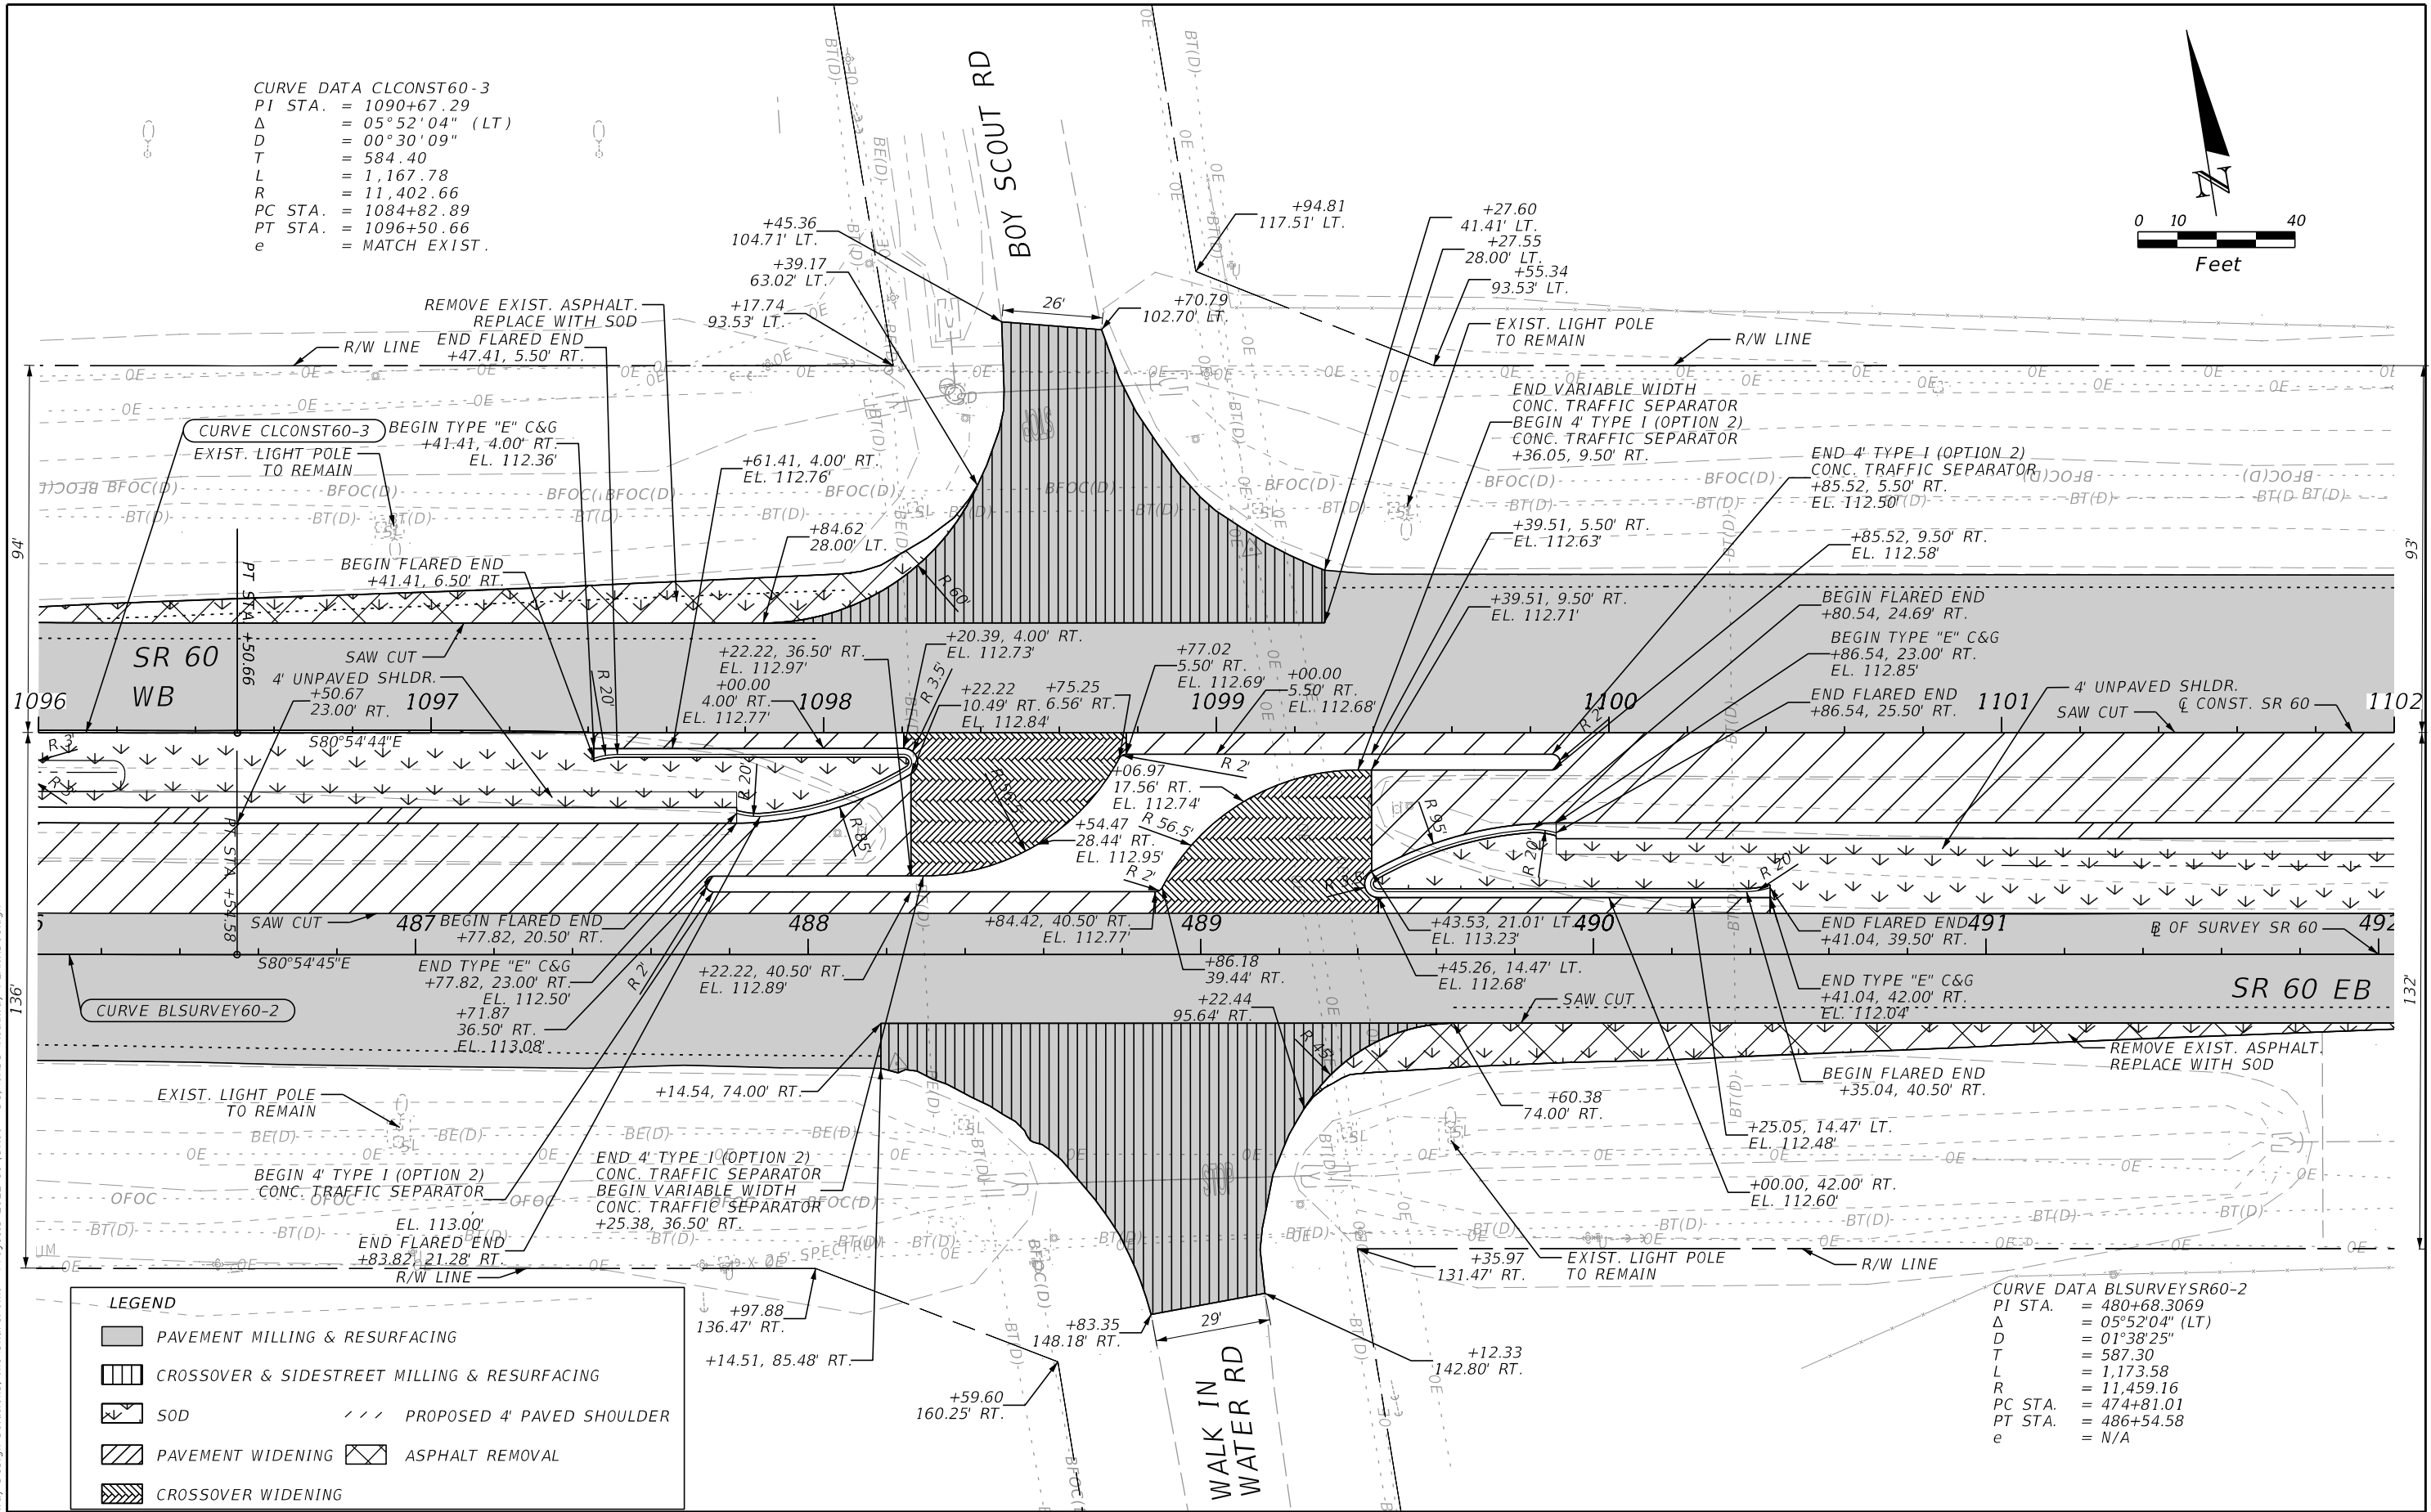 CURVE DATA CLCONST60-3
PI STA. = 1090+67.29
Δ = 05°52'04" (LT)
D = 00°30'09"
T = 584.40
L = 1,167.78
R = 11,402.66
PC STA. = 1084+82.89
PT STA. = 1096+50.66
e = MATCH EXIST.
BOY SCOUT RD
0 10 40
Feet
+45.36
104.71' LT.
+39.17
63.02' LT.
+17.74
93.53' LT.
26'
+70.79
102.70' LT.
+94.81
117.51' LT.
+27.60
41.41' LT.
+27.55
28.00' LT.
+55.34
93.53' LT.
REMOVE EXIST. ASPHALT.
REPLACE WITH SOD
END FLARED END
+47.41, 5.50' RT.
R/W LINE
EXIST. LIGHT POLE
TO REMAIN
R/W LINE
END VARIABLE WIDTH
CONC. TRAFFIC SEPARATOR
BEGIN 4' TYPE I (OPTION 2)
CONC. TRAFFIC SEPARATOR
+36.05, 9.50' RT.
CURVE CLCONST60-3
BEGIN TYPE "E" C&G
+41.41, 4.00' RT.
EL. 112.36'
EXIST. LIGHT POLE
TO REMAIN
+61.41, 4.00' RT.
EL. 112.76'
+84.62
28.00' LT.
END 4' TYPE I (OPTION 2)
CONC. TRAFFIC SEPARATOR
+85.52, 5.50' RT.
EL. 112.50'
+39.51, 5.50' RT.
EL. 112.63'
+85.52, 9.50' RT.
EL. 112.58'
94'
93'
BEGIN FLARED END
+41.41, 6.50' RT.
R 60'
+39.51, 9.50' RT.
EL. 112.71'
BEGIN FLARED END
+80.54, 24.69' RT.
BEGIN TYPE "E" C&G
+86.54, 23.00' RT.
EL. 112.85'
END FLARED END
+86.54, 25.50' RT.
PT STA +50.66
SR 60
WB
SAW CUT
4' UNPAVED SHLDR.
+50.67
23.00' RT.
R 20'
+22.22, 36.50' RT.
EL. 112.97'
+00.00
4.00' RT.
EL. 112.77'
+20.39, 4.00' RT.
EL. 112.73'
R 3.5'
+22.22
10.49' RT.
EL. 112.84'
+75.25
6.56' RT.
+77.02
5.50' RT.
EL. 112.69'
+00.00
5.50' RT.
EL. 112.68'
4' UNPAVED SHLDR.
SAW CUT
℄ CONST. SR 60
1096 1097 1098 1099 1100 1101 1102
S80°54'44"E
R 3'
R 20'
R 85'
R 2'
R 2'
+06.97
17.56' RT.
EL. 112.74'
R 56.5'
+54.47
28.44' RT.
EL. 112.95'
R 2'
R 95'
R 20'
R 20'
PT STA +54.58
SAW CUT
487 488 489 490 491 492
BEGIN FLARED END
+77.82, 20.50' RT.
+84.42, 40.50' RT.
EL. 112.77'
+43.53, 21.01' LT.
EL. 113.23'
END FLARED END
+41.04, 39.50' RT.
B OF SURVEY SR 60
S80°54'45"E
END TYPE "E" C&G
+77.82, 23.00' RT.
EL. 112.50'
+71.87
36.50' RT.
EL. 113.08'
R 2'
+22.22, 40.50' RT.
EL. 112.89'
+86.18
39.44' RT.
+45.26, 14.47' LT.
EL. 112.68'
+22.44
95.64' RT.
SAW CUT
END TYPE "E" C&G
+41.04, 42.00' RT.
EL. 112.04'
SR 60 EB
136'
132'
CURVE BLSURVEY60-2
R 45'
REMOVE EXIST. ASPHALT.
REPLACE WITH SOD
EXIST. LIGHT POLE
TO REMAIN
+14.54, 74.00' RT.
+60.38
74.00' RT.
BEGIN FLARED END
+35.04, 40.50' RT.
+25.05, 14.47' LT.
EL. 112.48'
BEGIN 4' TYPE I (OPTION 2)
CONC. TRAFFIC SEPARATOR
,
EL. 113.00'
END FLARED END
+83.82, 21.28' RT.
R/W LINE
END 4' TYPE I (OPTION 2)
CONC. TRAFFIC SEPARATOR
BEGIN VARIABLE WIDTH
CONC. TRAFFIC SEPARATOR
+25.38, 36.50' RT.
+00.00, 42.00' RT.
EL. 112.60'
+35.97
131.47' RT.
EXIST. LIGHT POLE
TO REMAIN
R/W LINE
+97.88
136.47' RT.
+14.51, 85.48' RT.
+83.35
148.18' RT.
29'
+12.33
142.80' RT.
+59.60
160.25' RT.
WALK IN
WATER RD
LEGEND
PAVEMENT MILLING & RESURFACING
CROSSOVER & SIDESTREET MILLING & RESURFACING
SOD
PROPOSED 4' PAVED SHOULDER
PAVEMENT WIDENING
ASPHALT REMOVAL
CROSSOVER WIDENING
CURVE DATA BLSURVEYSR60-2
PI STA. = 480+68.3069
Δ = 05°52'04" (LT)
D = 01°38'25"
T = 587.30
L = 1,173.58
R = 11,459.16
PC STA. = 474+81.01
PT STA. = 486+54.58
e = N/A